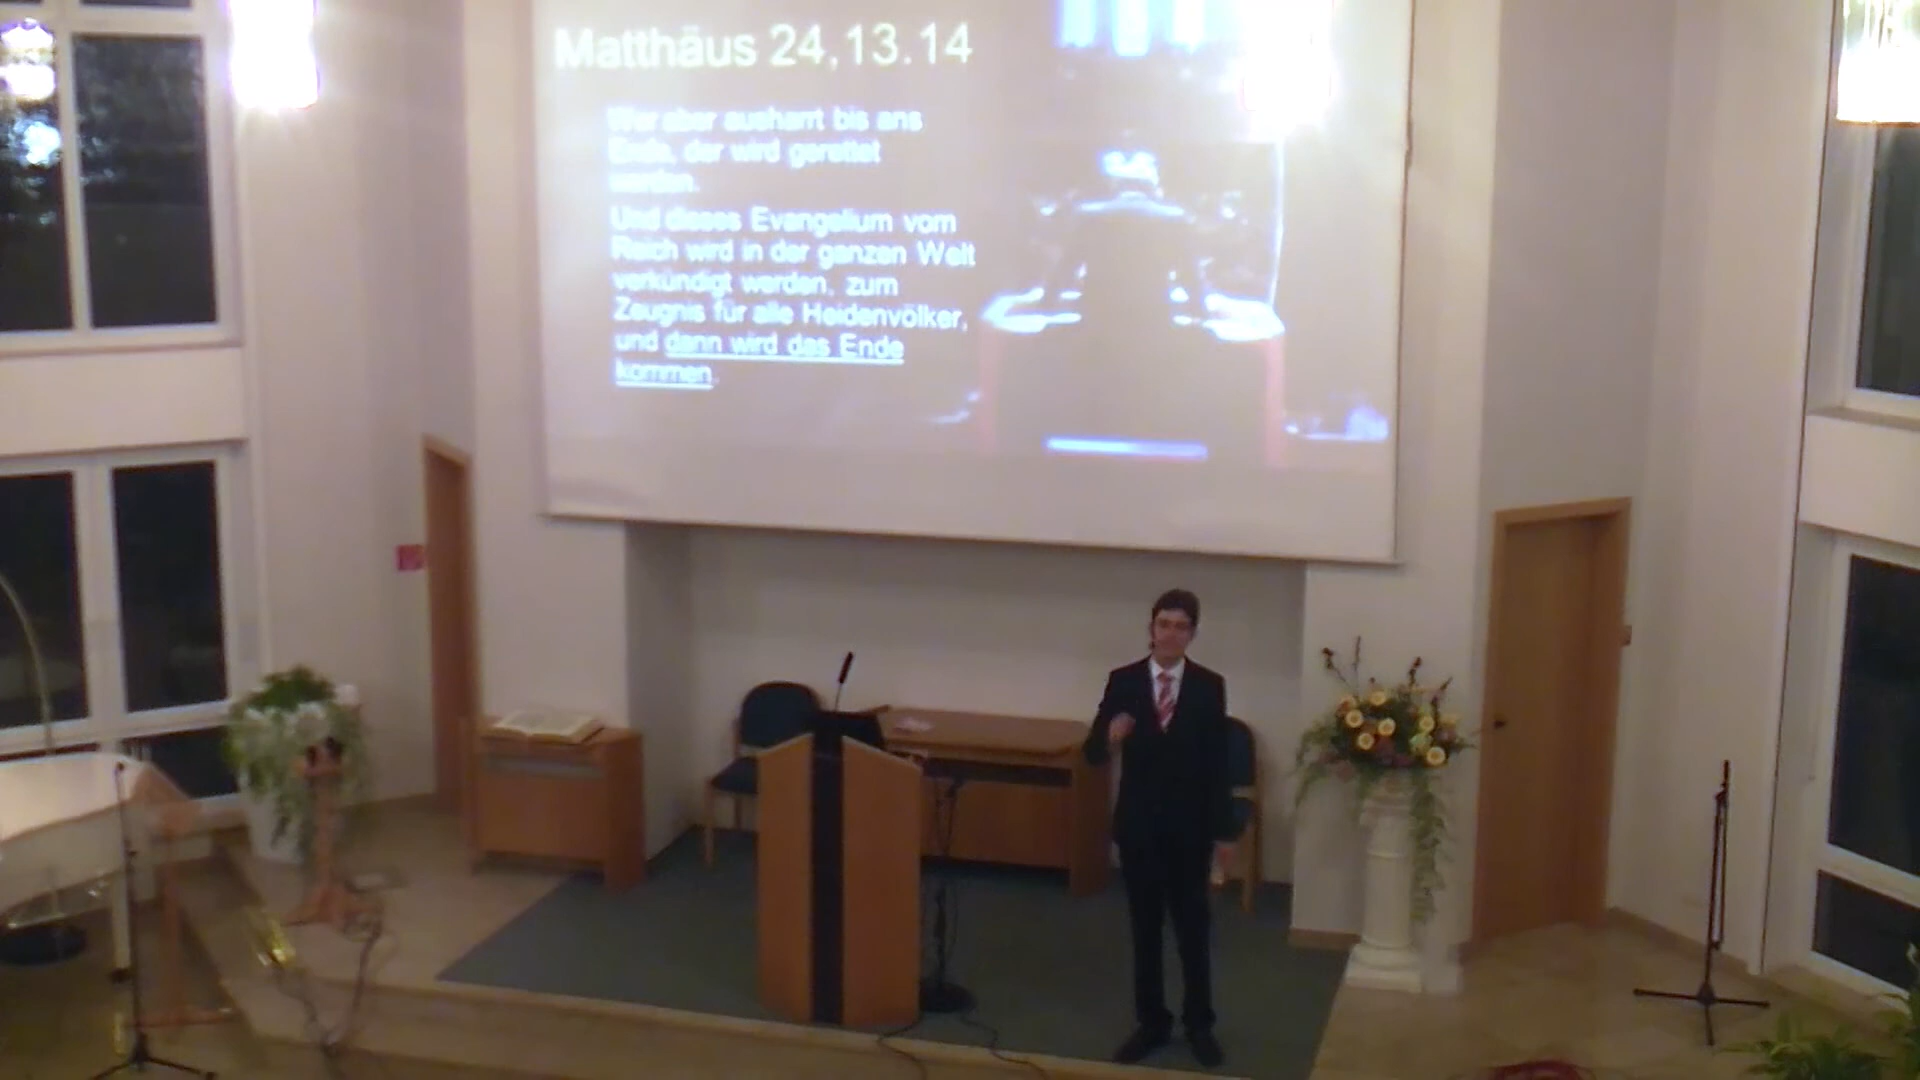 Matthäus 24,13.14
Wer aber ausharrt bis ans
Ende, der wird gerettet
werden.
Und dieses Evangelium vom
Reich wird in der ganzen Welt
verkündigt werden, zum
Zeugnis für alle Heidenvölker,
und dann wird das Ende
kommen.